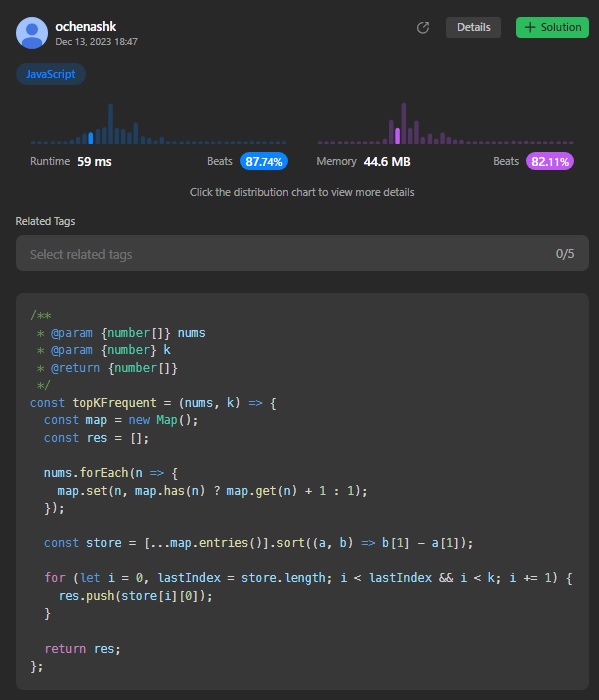 ochenashk
Dec 13, 2023 18:47
Details
+ Solution
JavaScript
Runtime 59 ms Beats 87.74%
Memory 44.6 MB Beats 82.11%
Click the distribution chart to view more details
Related Tags
Select related tags 0/5
/**
 * @param {number[]} nums
 * @param {number} k
 * @return {number[]}
 */
const topKFrequent = (nums, k) => {
  const map = new Map();
  const res = [];

  nums.forEach(n => {
    map.set(n, map.has(n) ? map.get(n) + 1 : 1);
  });

  const store = [...map.entries()].sort((a, b) => b[1] - a[1]);

  for (let i = 0, lastIndex = store.length; i < lastIndex && i < k; i += 1) {
    res.push(store[i][0]);
  }

  return res;
};